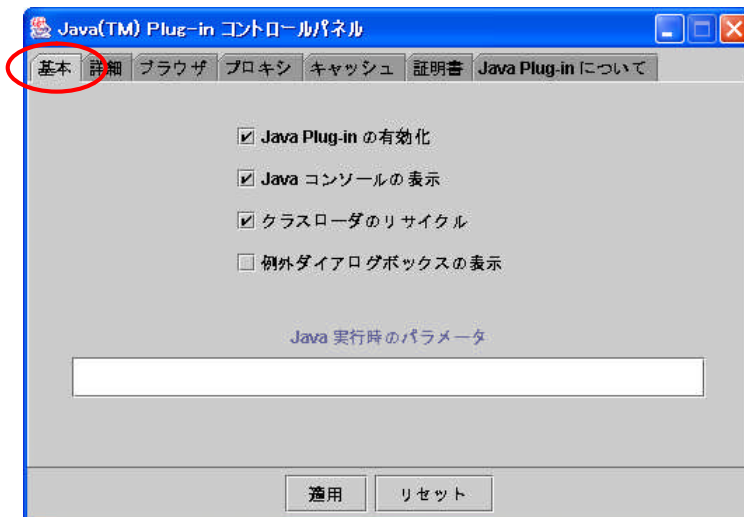 Java(TM) Plug-in コントロールパネル
基本 詳細 ブラウザ プロキシ キャッシュ 証明書 Java Plug-in について
Java Plug-in の有効化
Java コンソールの表示
クラスローダのリサイクル
例外ダイアログボックスの表示
Java 実行時のパラメータ
適用 リセット